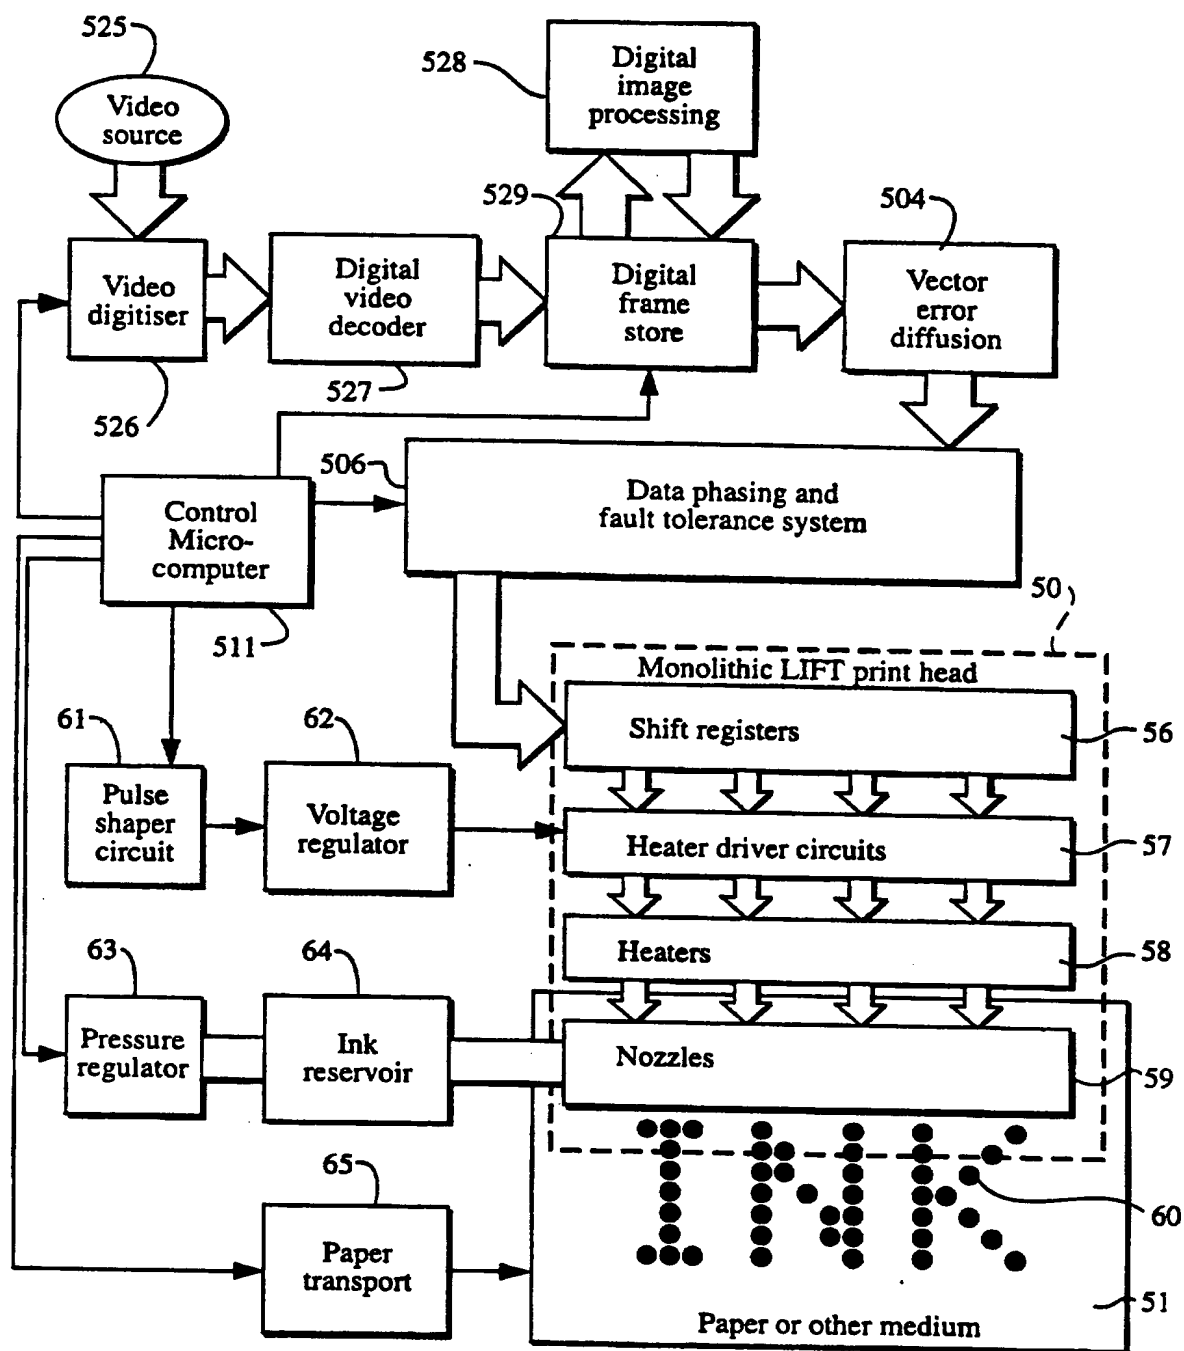 525
Video
source
528
Digital
image
processing
529
504
Video
digitiser
Digital
video
decoder
Digital
frame
store
Vector
error
diffusion
526
527
506
Control
Micro-
computer
Data phasing and
fault tolerance system
511
50
Monolithic LIFT print head
61
62
Shift registers
56
Pulse
shaper
circuit
Voltage
regulator
Heater driver circuits
57
63
64
Heaters
58
Pressure
regulator
Ink
reservoir
Nozzles
59
INK
65
60
Paper
transport
51
Paper or other medium